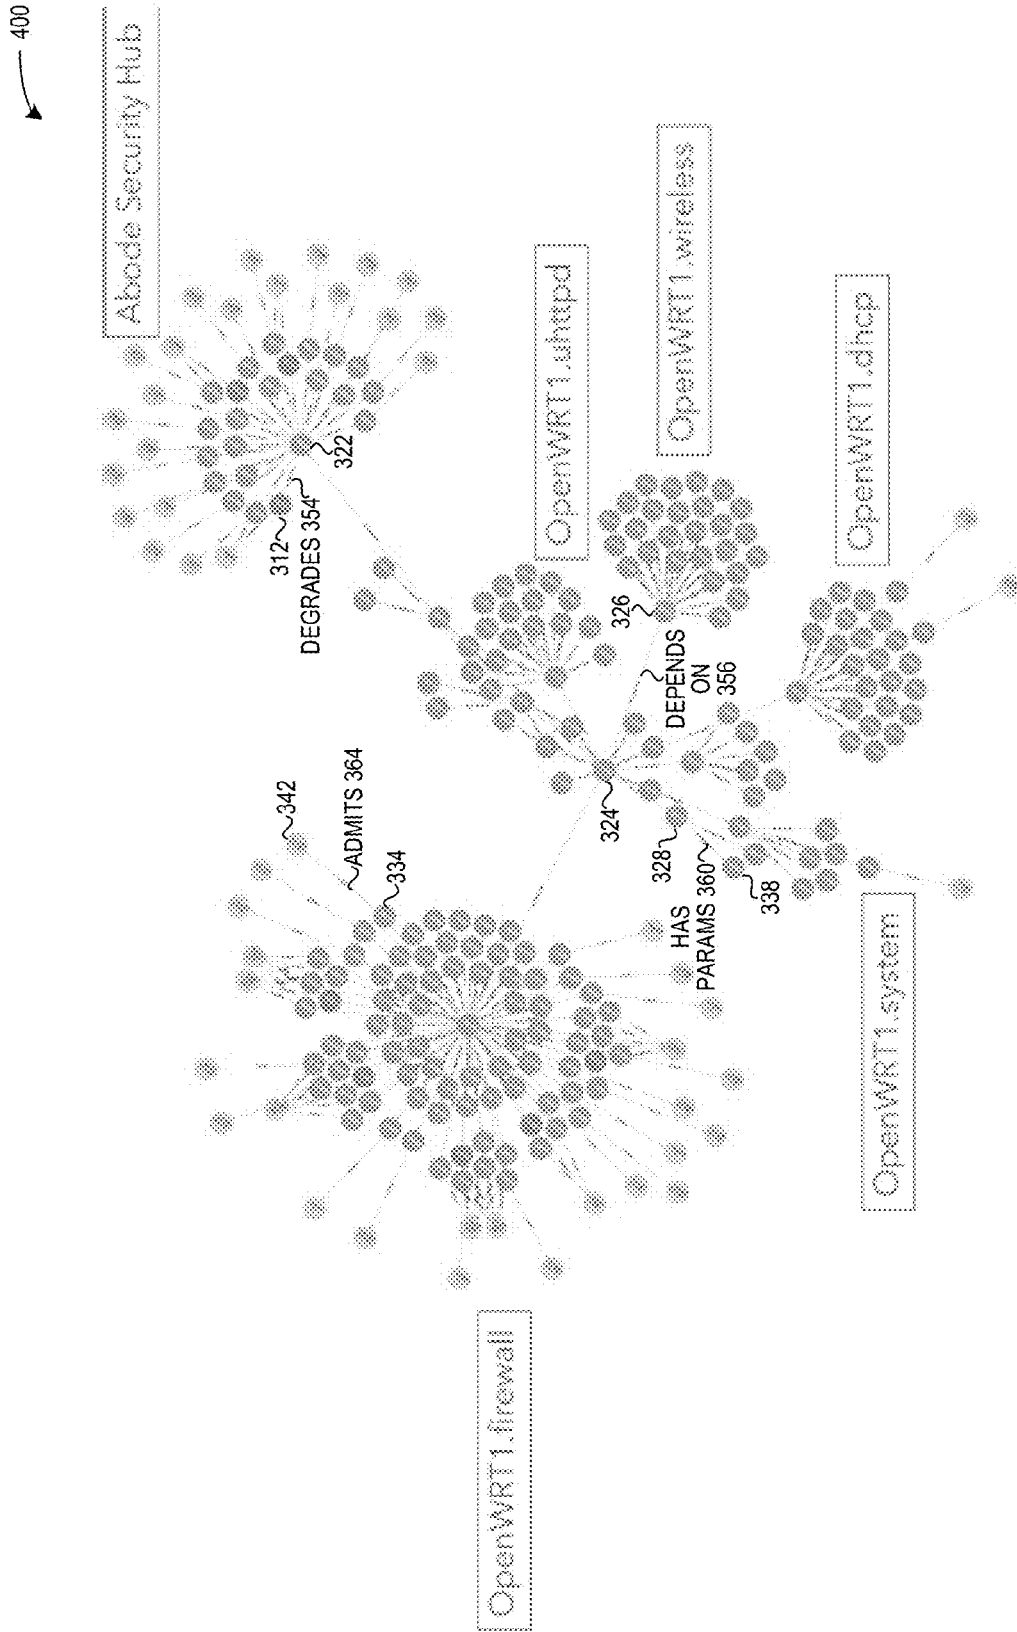 400
Abode Security Hub
322
312
DEGRADES 354
OpenWRT1.uhttpd
OpenWRT1.wireless
326
DEPENDS
ON
356
OpenWRT1.dhcp
342
ADMITS 364
334
324
328
HAS
PARAMS 360
338
OpenWRT1.system
OpenWRT1.firewall